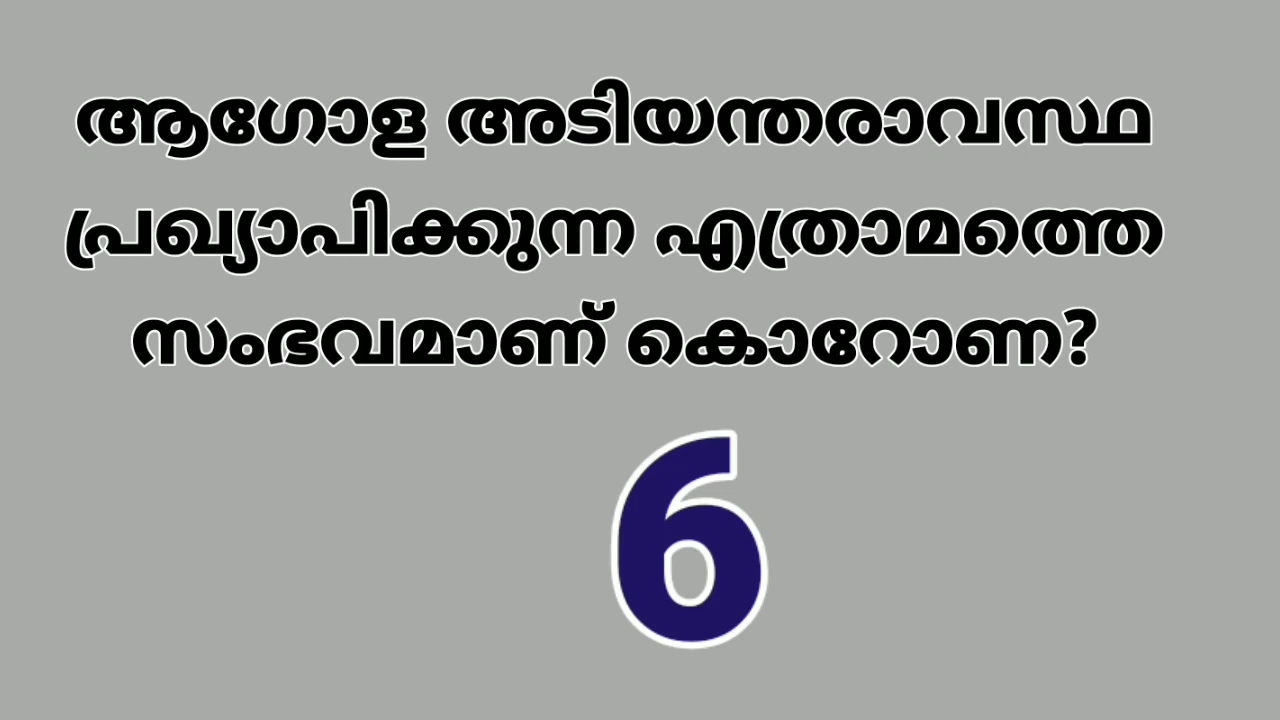 ആഗോള അടിയന്തരാവസ്ഥ
പ്രഖ്യാപിക്കുന്ന എത്രാമത്തെ
സംഭവമാണ് കൊറോണ?
6